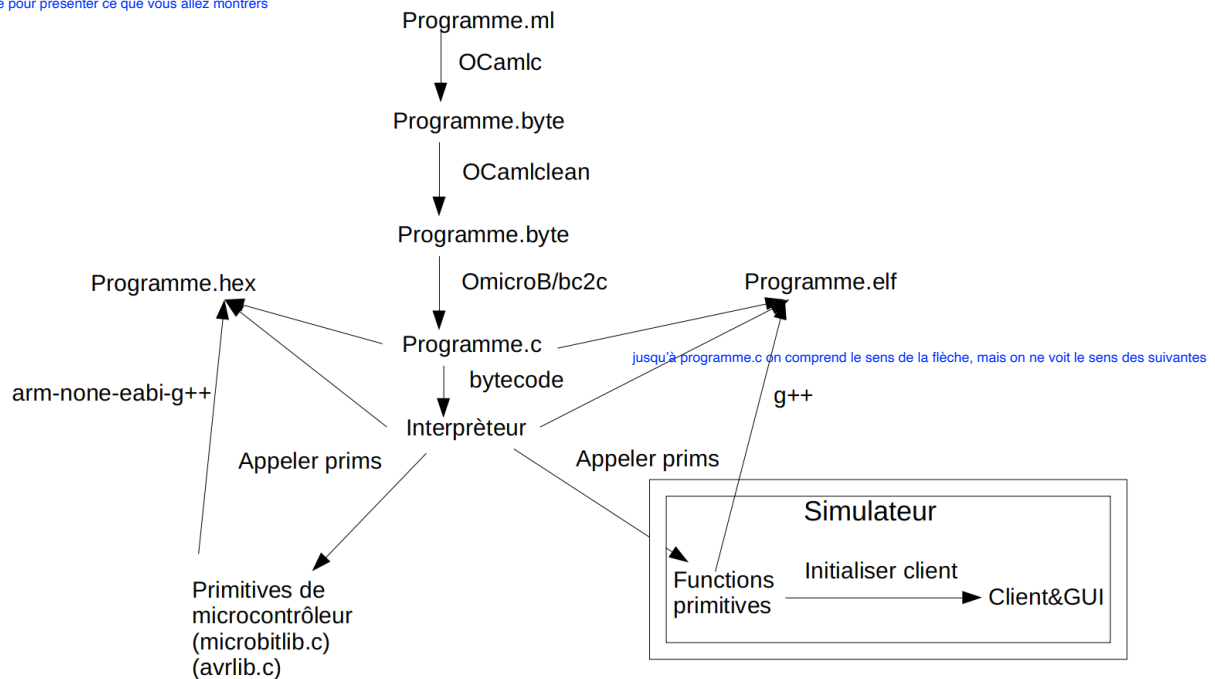 pour présenter ce que vous allez montrers
Programme.ml
OCamlc
Programme.byte
OCamlclean
Programme.byte
Programme.hex
OmicroB/bc2c
Programme.elf
Programme.c
jusqu'à programme.c on comprend le sens de la flèche, mais on ne voit le sens des suivantes
bytecode
arm-none-eabi-g++
g++
Interprèteur
Appeler prims
Appeler prims
Simulateur
Initialiser client
Functions
primitives
Client&GUI
Primitives de
microcontrôleur
(microbitlib.c)
(avrlib.c)